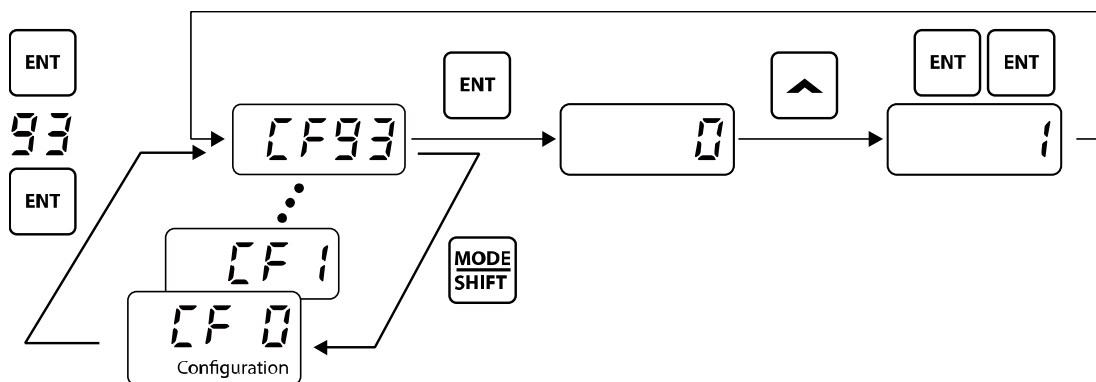 ENT
93
ENT
CF93
ENT
0
ENT ENT
1
CF 1
MODE
SHIFT
CF 0
Configuration